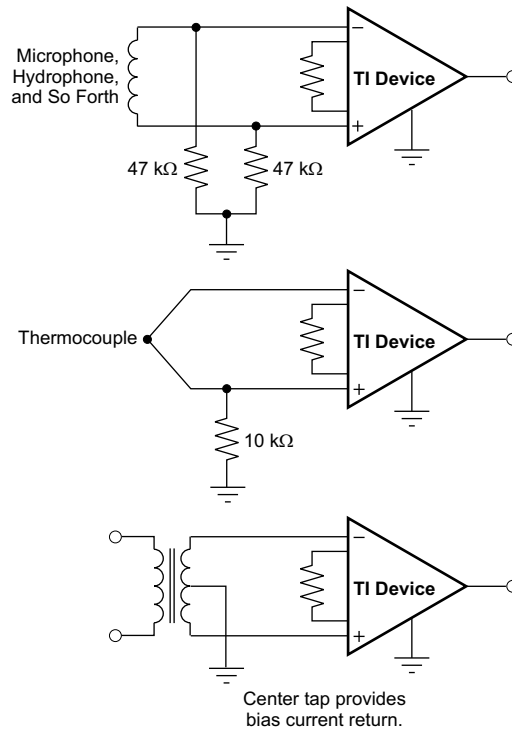 Microphone,
Hydrophone,
and So Forth
−
TI Device
+
47 kΩ
47 kΩ
Thermocouple
−
TI Device
+
10 kΩ
−
TI Device
+
Center tap provides
bias current return.